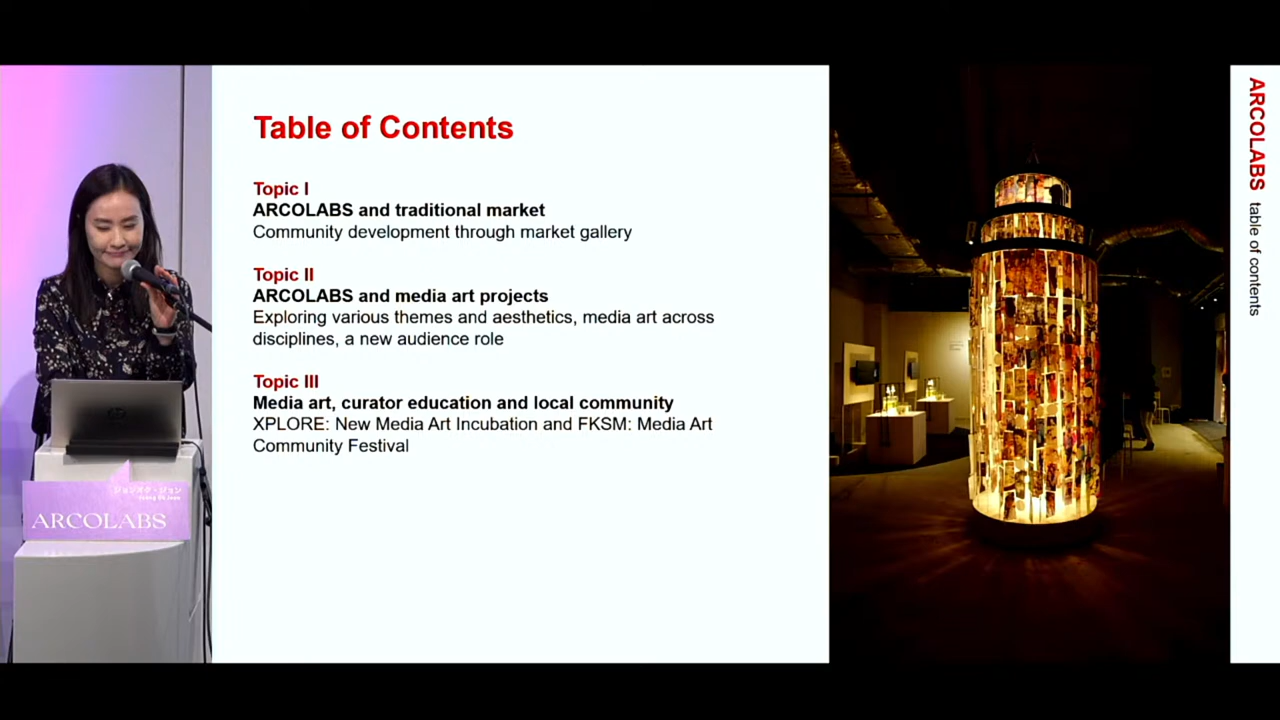 Table of Contents
Topic I
ARCOLABS and traditional market
Community development through market gallery
Topic II
ARCOLABS and media art projects
Exploring various themes and aesthetics, media art across
disciplines, a new audience role
Topic III
Media art, curator education and local community
XPLORE: New Media Art Incubation and FKSM: Media Art
Community Festival
ARCOLABS table of contents
ARCOLABS